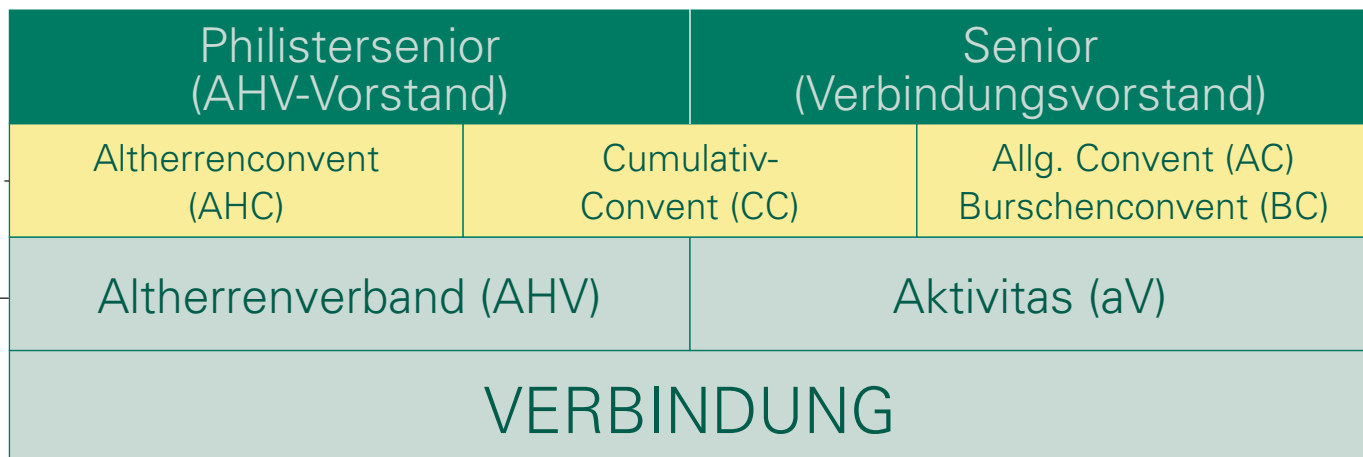 Philistersenior
(AHV-Vorstand)
Senior
(Verbindungsvorstand)
Altherrenconvent
(AHC)
Cumulativ-
Convent (CC)
Allg. Convent (AC)
Burschenconvent (BC)
Altherrenverband (AHV)
Aktivitas (aV)
VERBINDUNG